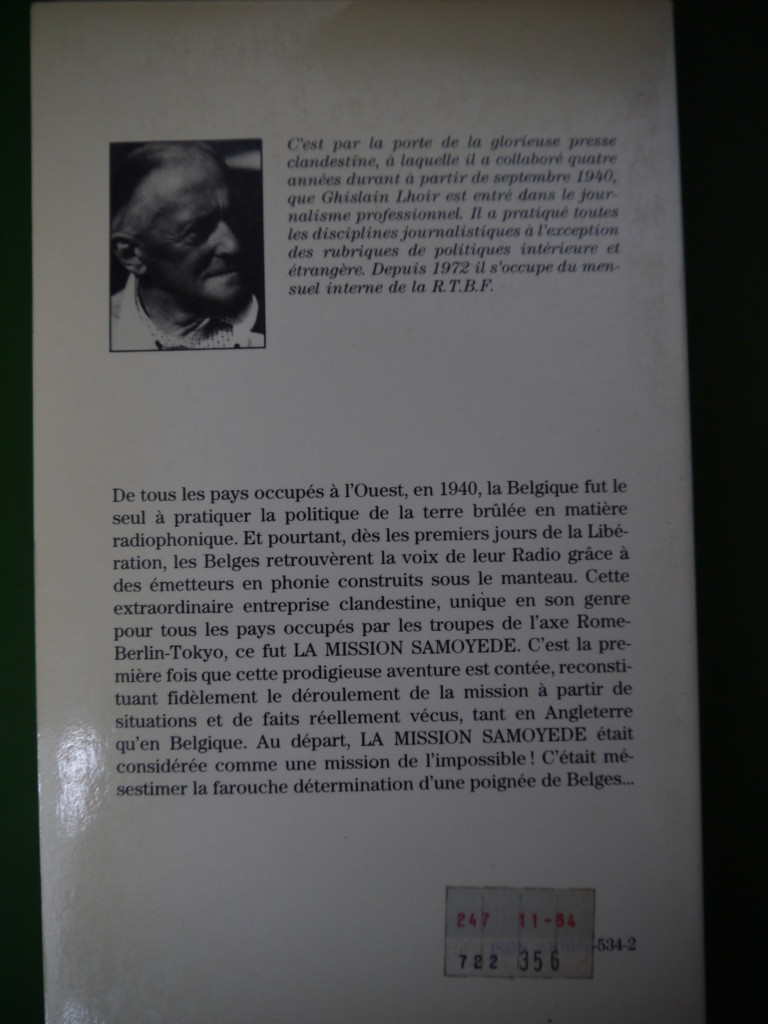 C'est par la porte de la glorieuse presse
clandestine, à laquelle il a collaboré quatre
années durant à partir de septembre 1940,
que Ghislain Lhoir est entré dans le jour-
nalisme professionnel. Il a pratiqué toutes
les disciplines journalistiques à l'exception
des rubriques de politiques intérieure et
étrangère. Depuis 1972 il s'occupe du men-
suel interne de la R.T.B.F.
De tous les pays occupés à l'Ouest, en 1940, la Belgique fut le
seul à pratiquer la politique de la terre brûlée en matière
radiophonique. Et pourtant, dès les premiers jours de la Libé-
ration, les Belges retrouvèrent la voix de leur Radio grâce à
des émetteurs en phonie construits sous le manteau. Cette
extraordinaire entreprise clandestine, unique en son genre
pour tous les pays occupés par les troupes de l'axe Rome-
Berlin-Tokyo, ce fut LA MISSION SAMOYEDE. C'est la pre-
mière fois que cette prodigieuse aventure est contée, reconsti-
tuant fidèlement le déroulement de la mission à partir de
situations et de faits réellement vécus, tant en Angleterre
qu'en Belgique. Au départ, LA MISSION SAMOYEDE était
considérée comme une mission de l'impossible ! C'était mé-
sestimer la farouche détermination d'une poignée de Belges...
247 11-84
-534-2
722 356